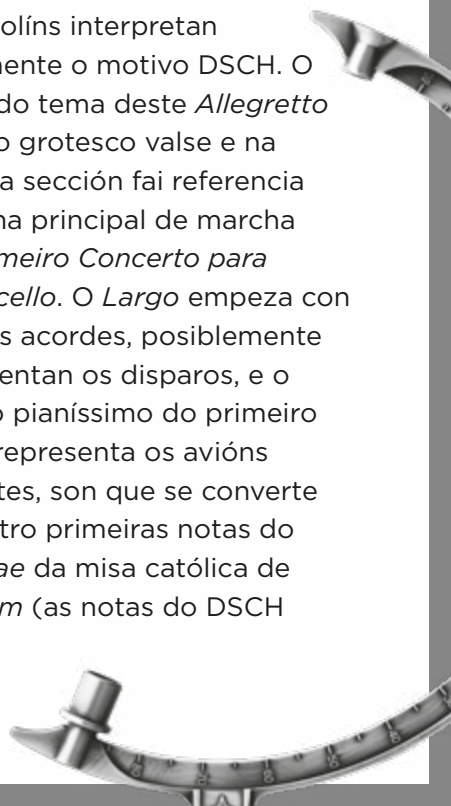 olíns interpretan
mente o motivo DSCH. O
do tema deste Allegretto
o grotesco valse e na
a sección fai referencia
na principal de marcha
meiro Concerto para
cello. O Largo empeza con
s acordes, posiblemente
entan os disparos, e o
o pianíssimo do primeiro
representa os avións
tes, son que se converte
tro primeiras notas do
ae da misa católica de
m (as notas do DSCH